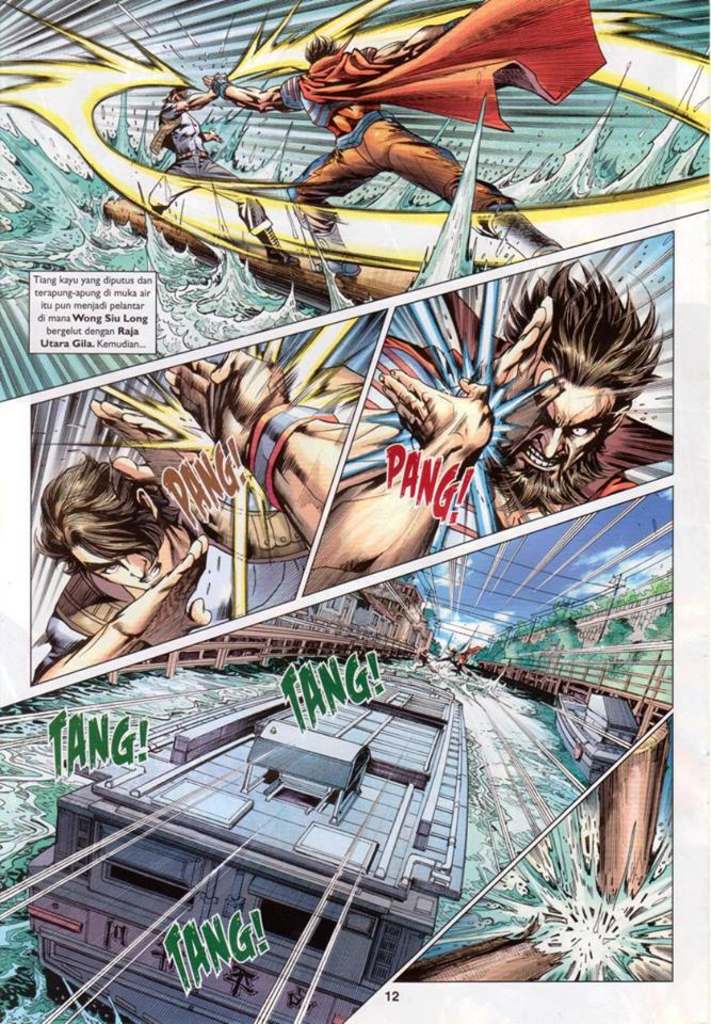 Tiang kayu yang diputus dan
terapung-apung di muka air
itu pun menjadi pelantar
di mana Wong Siu Long
bergelut dengan Raja
Utara Gila. Kemudian...
PANG!
PANG!
TANG!
TANG!
TANG!
12